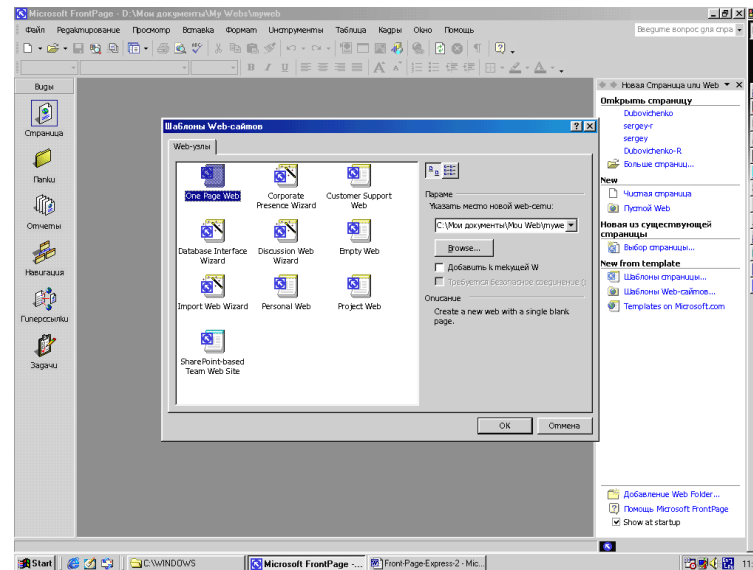 Microsoft FrontPage - D:\Мои документы\My Webs\myweb
Файл Редактирование Просмотр Вставка Формат Инструменты Таблица Кадры Окно Помощь
Введите вопрос для спра
Виды
Страница
Папки
Отчеты
Навигация
Гиперссылки
Задачи
Шаблоны Web-сайтов
Web-узлы
One Page Web
Corporate Presence Wizard
Customer Support Web
Database Interface Wizard
Discussion Web Wizard
Empty Web
Import Web Wizard
Personal Web
Project Web
SharePoint-based Team Web Site
Параме
Указать место новой web-сети:
C:\Мои документы\Мои Web\mywe
Browse...
Добавить к текущей W
Требуется безопасное соединение (
Описание
Create a new web with a single blank
page.
OK
Отмена
Новая Страница или Web
Открыть страницу
Dubovichenko
sergey-r
sergey
Dubovichenko-R
Больше страниц...
New
Чистая страница
Пустой Web
Новая из существующей
страницы
Выбор страницы...
New from template
Шаблоны страницы...
Шаблоны Web-сайтов...
Templates on Microsoft.com
Добавление Web Folder...
Помощь Microsoft FrontPage
Show at startup
Start
C:\WINDOWS
Microsoft FrontPage -...
Front-Page-Express-2 - Mic...
11